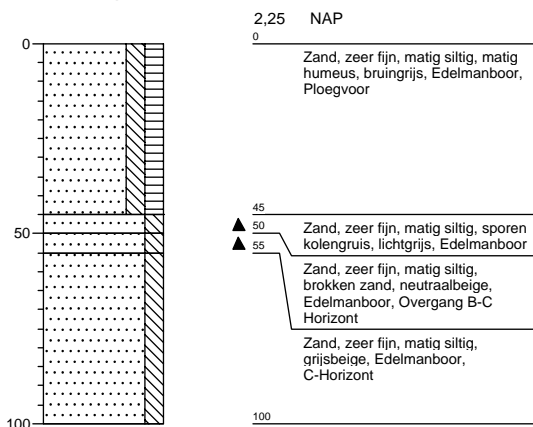 2,25 NAP
0
0
Zand, zeer fijn, matig siltig, matig
humeus, bruingrijs, Edelmanboor,
Ploegvoor
45
50
50
Zand, zeer fijn, matig siltig, sporen
kolengruis, lichtgrijs, Edelmanboor
55
Zand, zeer fijn, matig siltig,
brokken zand, neutraalbeige,
Edelmanboor, Overgang B-C
Horizont
Zand, zeer fijn, matig siltig,
grijsbeige, Edelmanboor,
C-Horizont
100
100